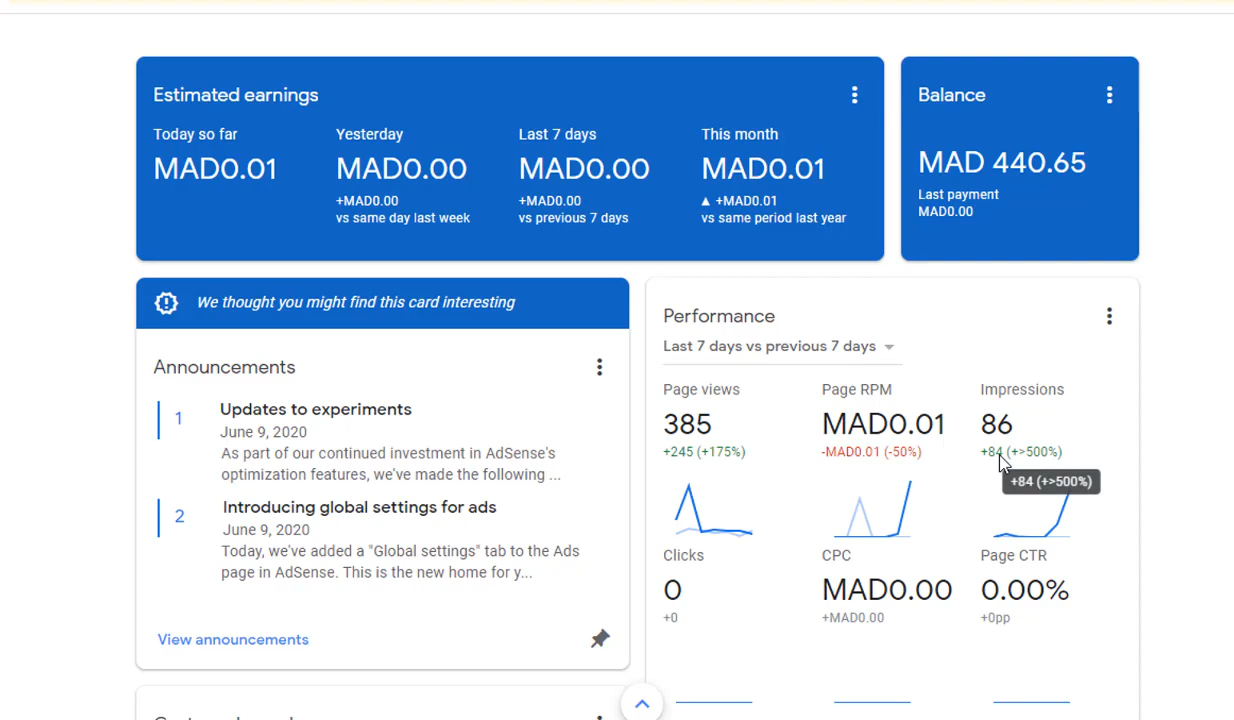 Estimated earnings
Today so far
MAD0.01
Yesterday
MAD0.00
+MAD0.00
vs same day last week
Last 7 days
MAD0.00
+MAD0.00
vs previous 7 days
This month
MAD0.01
▲ +MAD0.01
vs same period last year
Balance
MAD 440.65
Last payment
MAD0.00
We thought you might find this card interesting
Announcements
1
Updates to experiments
June 9, 2020
As part of our continued investment in AdSense's
optimization features, we've made the following ...
2
Introducing global settings for ads
June 9, 2020
Today, we've added a "Global settings" tab to the Ads
page in AdSense. This is the new home for y...
View announcements
Performance
Last 7 days vs previous 7 days
Page views
385
+245 (+175%)
Page RPM
MAD0.01
-MAD0.01 (-50%)
Impressions
86
+84 (+>500%)
+84 (+>500%)
Clicks
0
+0
CPC
MAD0.00
+MAD0.00
Page CTR
0.00%
+0pp